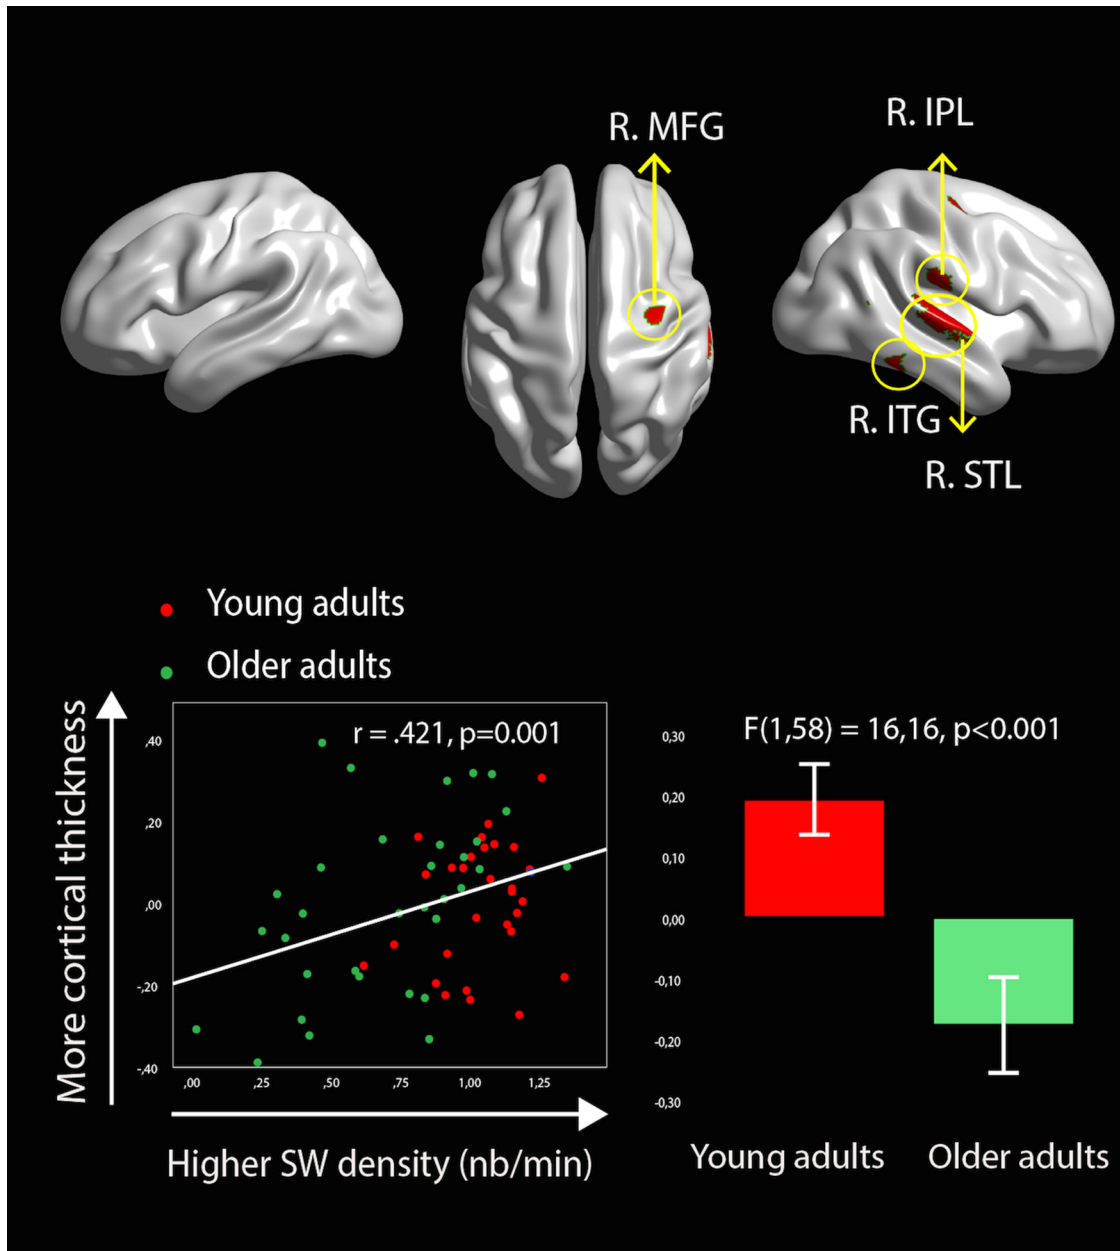 R. MFG
R. IPL
R. ITG
R. STL
Young adults
Older adults
More cortical thickness
r = .421, p=0.001
,40
,20
,00
-,20
-,40
,00
,25
,50
,75
1,00
1,25
Higher SW density (nb/min)
F(1,58) = 16,16, p<0.001
0,30
0,20
0,10
0,00
-0,10
-0,20
-0,30
Young adults
Older adults